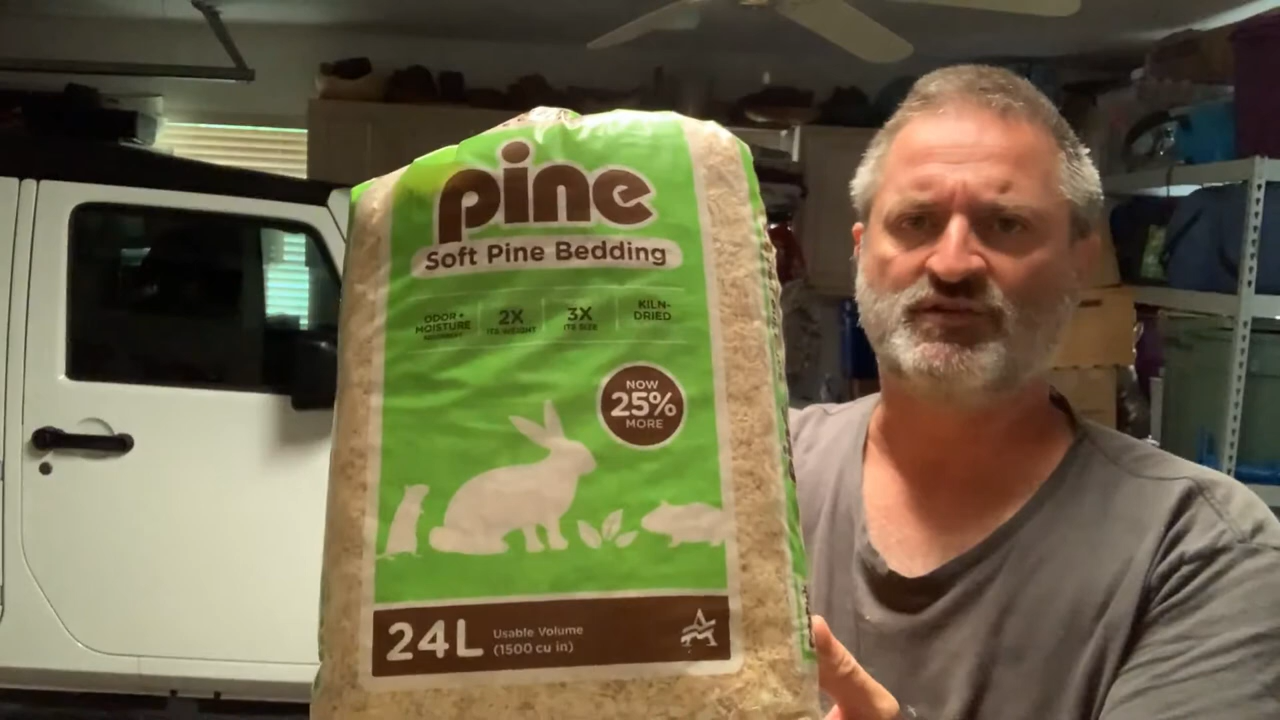 pine
Soft Pine Bedding
ODOR + MOISTURE
2X
ITS WEIGHT
3X
ITS SIZE
KILN-
DRIED
NOW
25%
MORE
24L
Usable Volume
(1500 cu in)